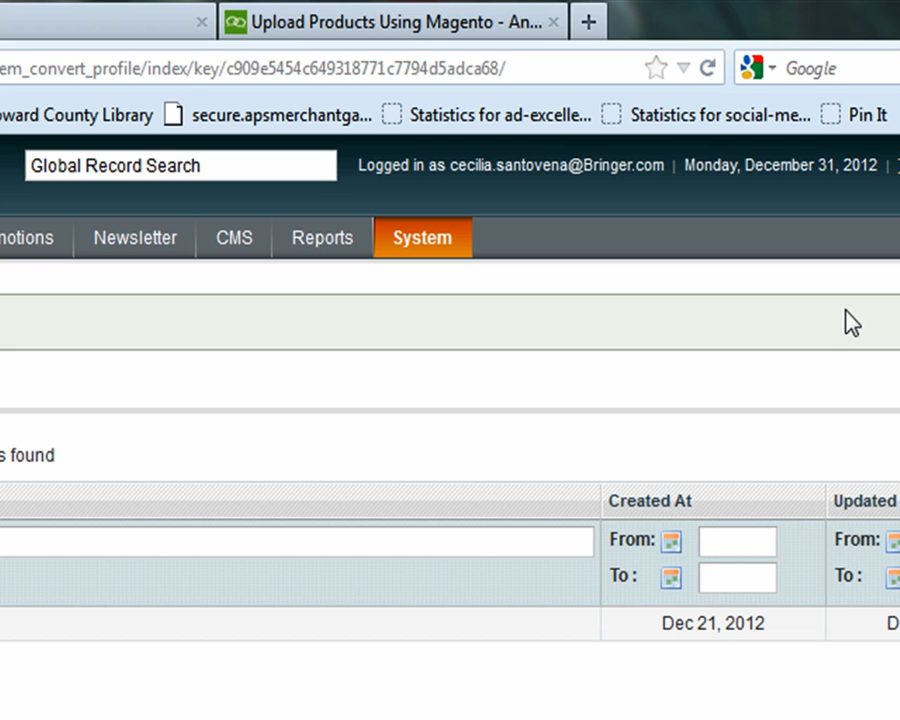 Upload Products Using Magento - An...
em_convert_profile/index/key/c909e5454c649318771c7794d5adca68/
Google
oward County Library
secure.apsmerchantga...
Statistics for ad-excelle...
Statistics for social-me...
Pin It
Global Record Search
Logged in as cecilia.santovena@Bringer.com | Monday, December 31, 2012 |
notions
Newsletter
CMS
Reports
System
s found
Created At
Updated
From:
From:
To :
To :
Dec 21, 2012
D